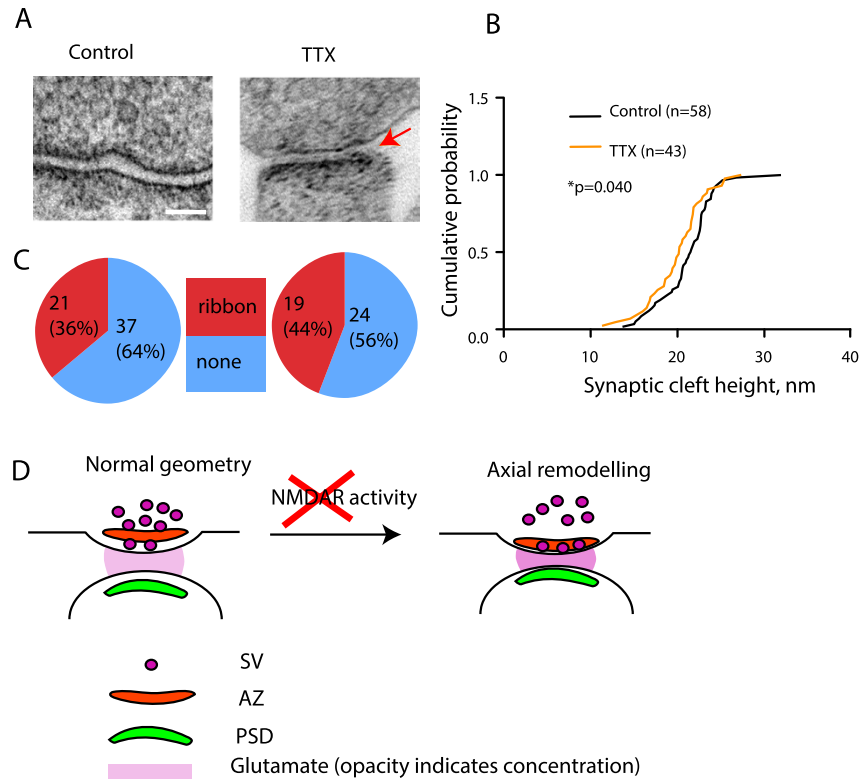 A
Control
TTX
B
Cumulative probability
1.5
1.0
0.5
0.0
Control (n=58)
TTX (n=43)
*p=0.040
0
10
20
30
40
Synaptic cleft height, nm
C
21
(36%)
37
(64%)
ribbon
none
19
(44%)
24
(56%)
D
Normal geometry
NMDAR activity
Axial remodelling
SV
AZ
PSD
Glutamate (opacity indicates concentration)